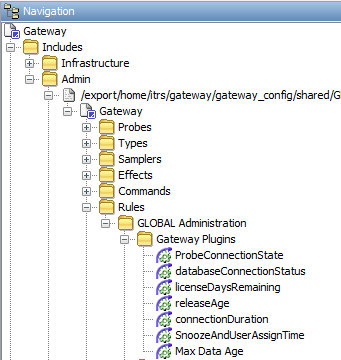 Navigation
Gateway
Includes
Infrastructure
Admin
/export/home/itrs/gateway/gateway_config/shared/Gl
Gateway
Probes
Types
Samplers
Effects
Commands
Rules
GLOBAL Administration
Gateway Plugins
ProbeConnectionState
databaseConnectionStatus
licenseDaysRemaining
releaseAge
connectionDuration
SnoozeAndUserAssignTime
Max Data Age